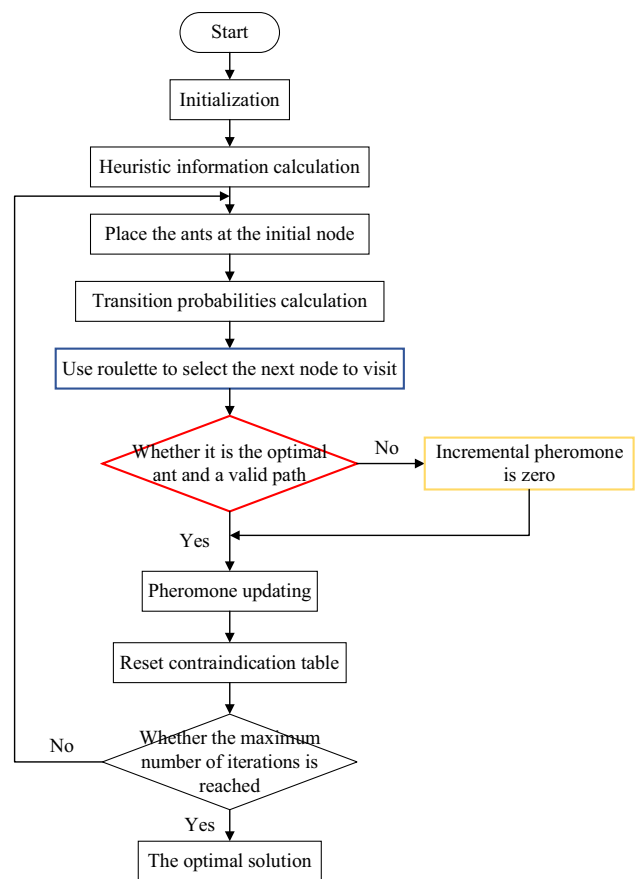 Start
Initialization
Heuristic information calculation
Place the ants at the initial node
Transition probabilities calculation
Use roulette to select the next node to visit
Whether it is the optimal
ant and a valid path
No
Incremental pheromone
is zero
Yes
Pheromone updating
Reset contraindication table
No
Whether the maximum
number of iterations is
reached
Yes
The optimal solution